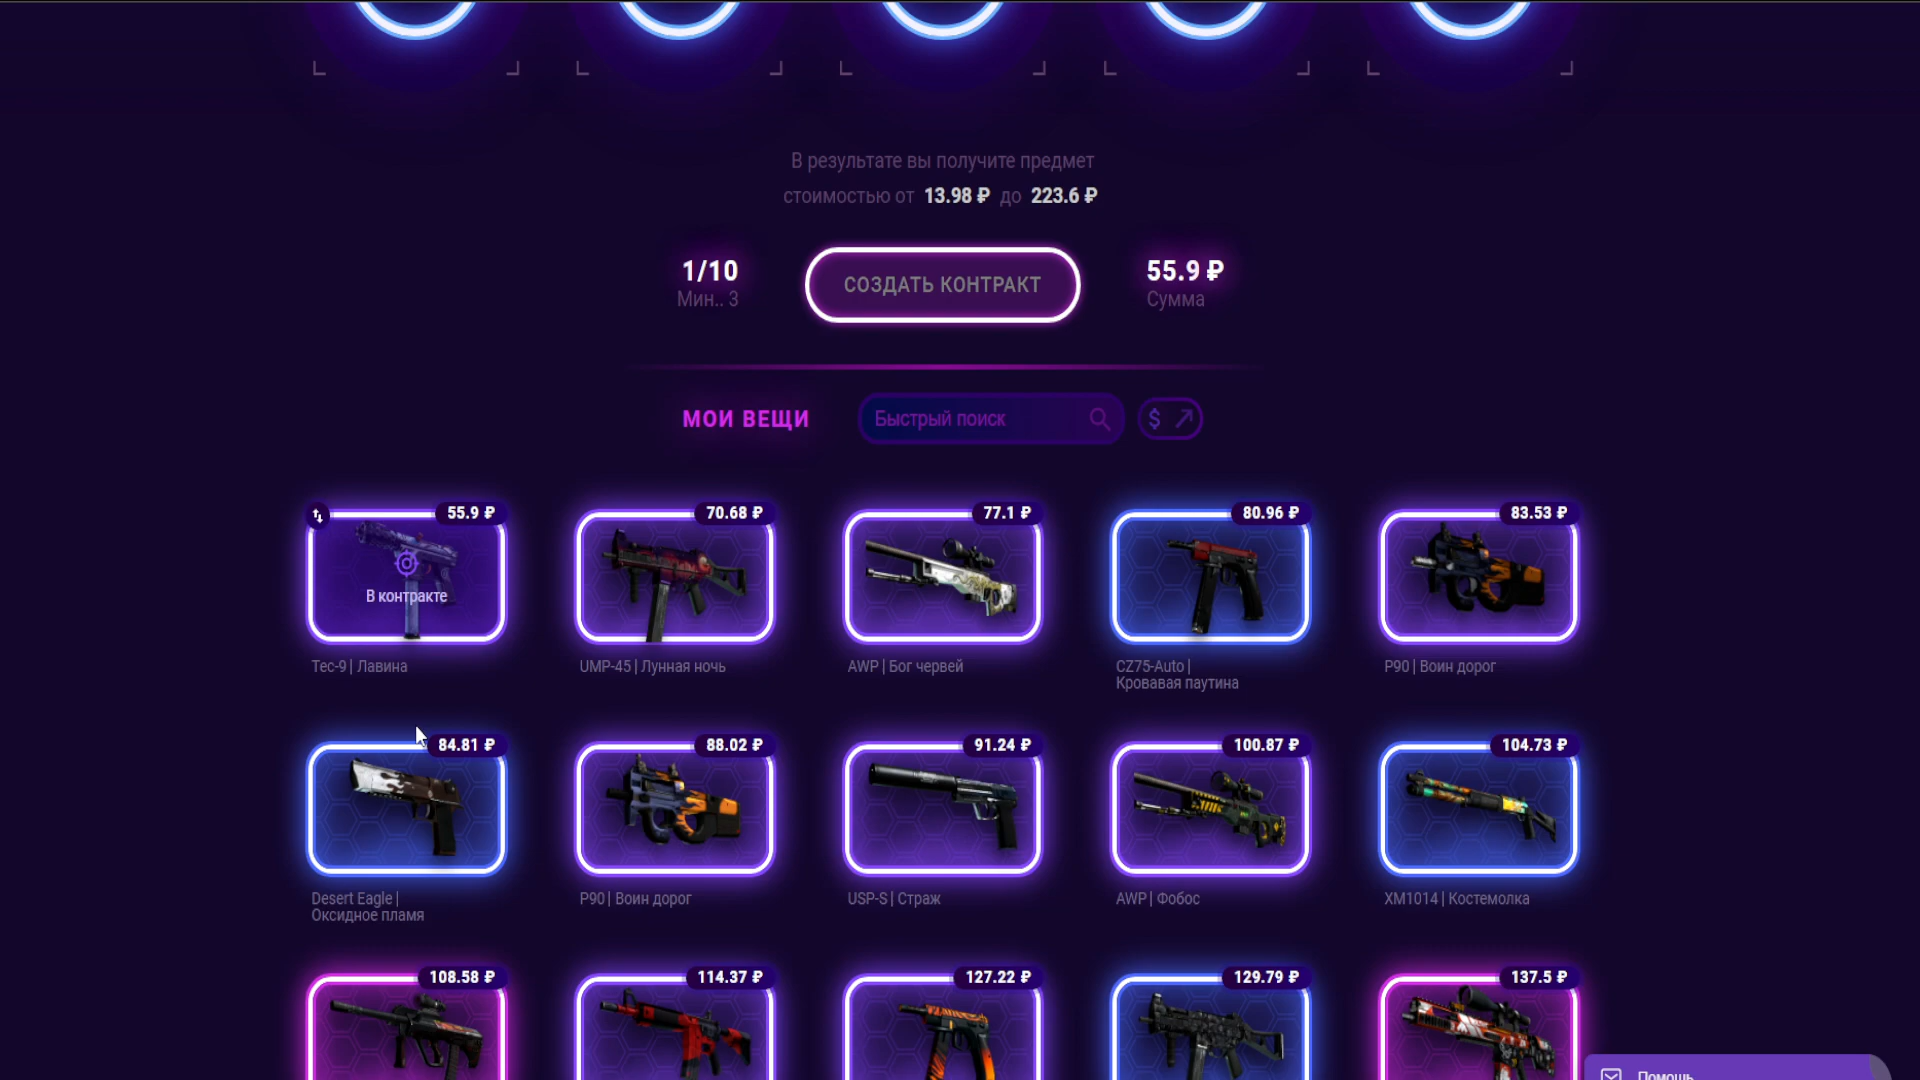 В результате вы получите предмет
стоимостью от 13.98 ₽ до 223.6 ₽
1/10
Мин.. 3
СОЗДАТЬ КОНТРАКТ
55.9 ₽
Сумма
МОИ ВЕЩИ
Быстрый поиск
$
55.9 ₽
В контракте
Tec-9 | Лавина
70.68 ₽
UMP-45 | Лунная ночь
77.1 ₽
AWP | Бог червей
80.96 ₽
CZ75-Auto |
Кровавая паутина
83.53 ₽
P90 | Воин дорог
84.81 ₽
Desert Eagle |
Оксидное пламя
88.02 ₽
P90 | Воин дорог
91.24 ₽
USP-S | Страж
100.87 ₽
AWP | Фобос
104.73 ₽
XM1014 | Костемолка
108.58 ₽
114.37 ₽
127.22 ₽
129.79 ₽
137.5 ₽
Помощь